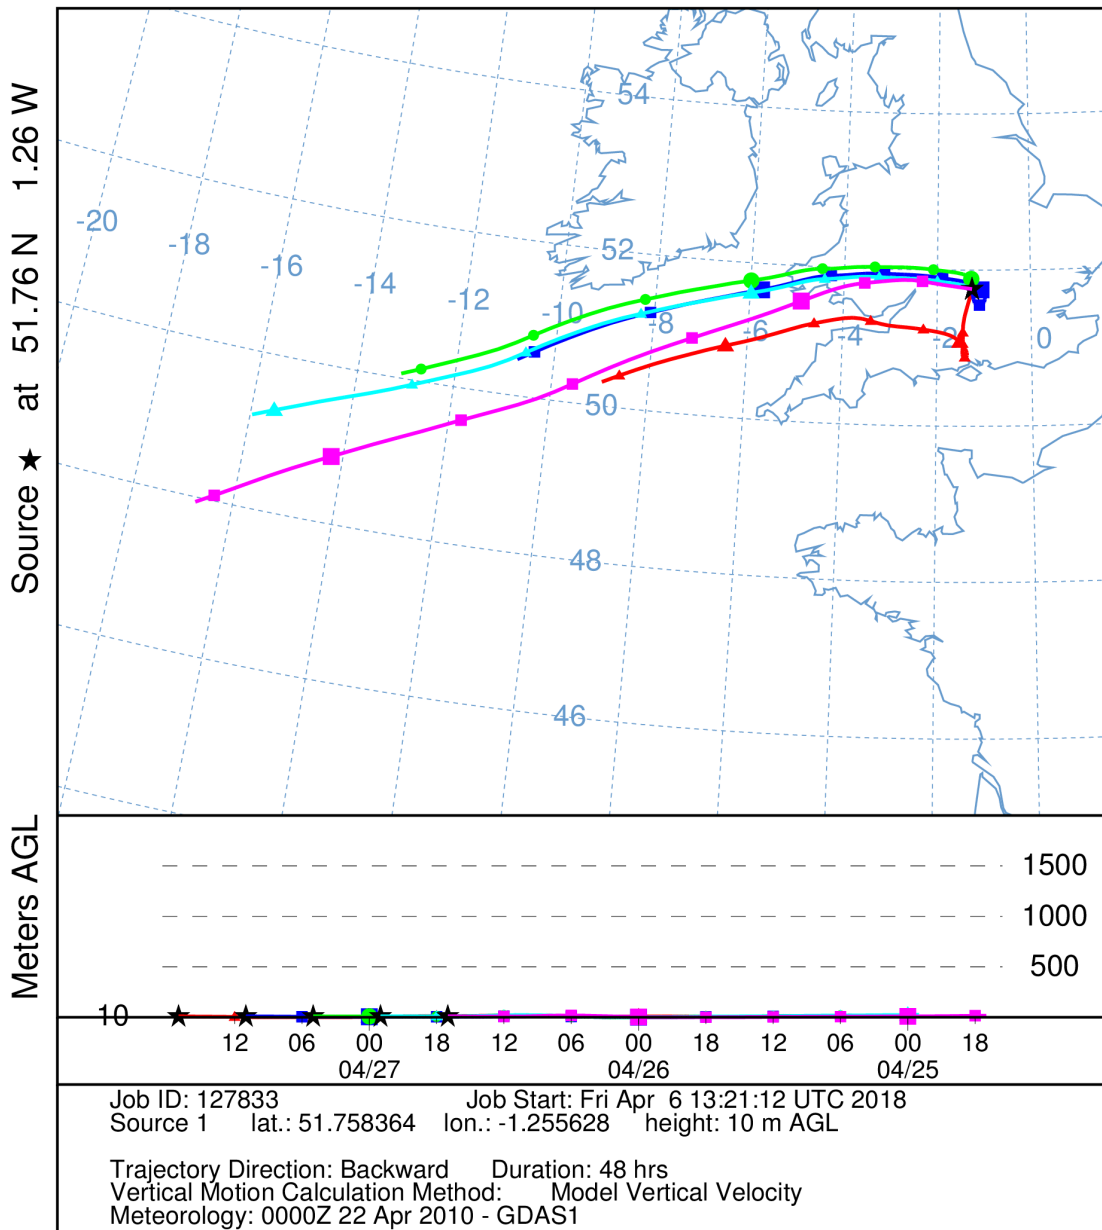 Source ★ at 51.76 N 1.26 W
54
-20
-18
52
-16
-14
-12
-10
-8
-6
-4
-2
0
50
48
46
Meters AGL
1500
1000
500
10
12 06 00 18 12 06 00 18 12 06 00 18
04/27 04/26 04/25
Job ID: 127833 Job Start: Fri Apr 6 13:21:12 UTC 2018
Source 1 lat.: 51.758364 lon.: -1.255628 height: 10 m AGL
Trajectory Direction: Backward Duration: 48 hrs
Vertical Motion Calculation Method: Model Vertical Velocity
Meteorology: 0000Z 22 Apr 2010 - GDAS1